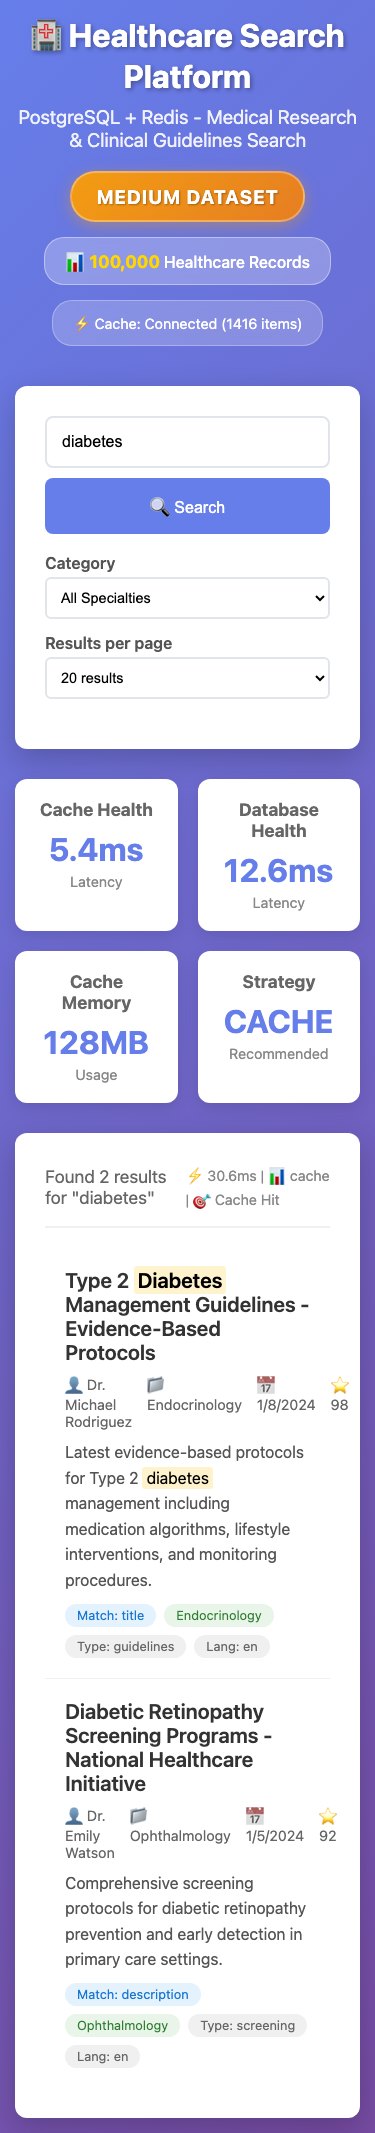 🏥 Healthcare Search
Platform
PostgreSQL + Redis - Medical Research
& Clinical Guidelines Search
MEDIUM DATASET
📊 100,000 Healthcare Records
⚡ Cache: Connected (1416 items)
diabetes
🔍 Search
Category
All Specialties
Results per page
20 results
Cache Health
5.4ms
Latency
Database
Health
12.6ms
Latency
Cache
Memory
128MB
Usage
Strategy
CACHE
Recommended
Found 2 results
for "diabetes"
⚡ 30.6ms | 📊 cache
| 🎯 Cache Hit
Type 2 Diabetes
Management Guidelines -
Evidence-Based
Protocols
👤 Dr.
Michael
Rodriguez
📁
Endocrinology
📅
1/8/2024
⭐
98
Latest evidence-based protocols
for Type 2 diabetes
management including
medication algorithms, lifestyle
interventions, and monitoring
procedures.
Match: title
Endocrinology
Type: guidelines
Lang: en
Diabetic Retinopathy
Screening Programs -
National Healthcare
Initiative
👤 Dr.
Emily
Watson
📁
Ophthalmology
📅
1/5/2024
⭐
92
Comprehensive screening
protocols for diabetic retinopathy
prevention and early detection in
primary care settings.
Match: description
Ophthalmology
Type: screening
Lang: en